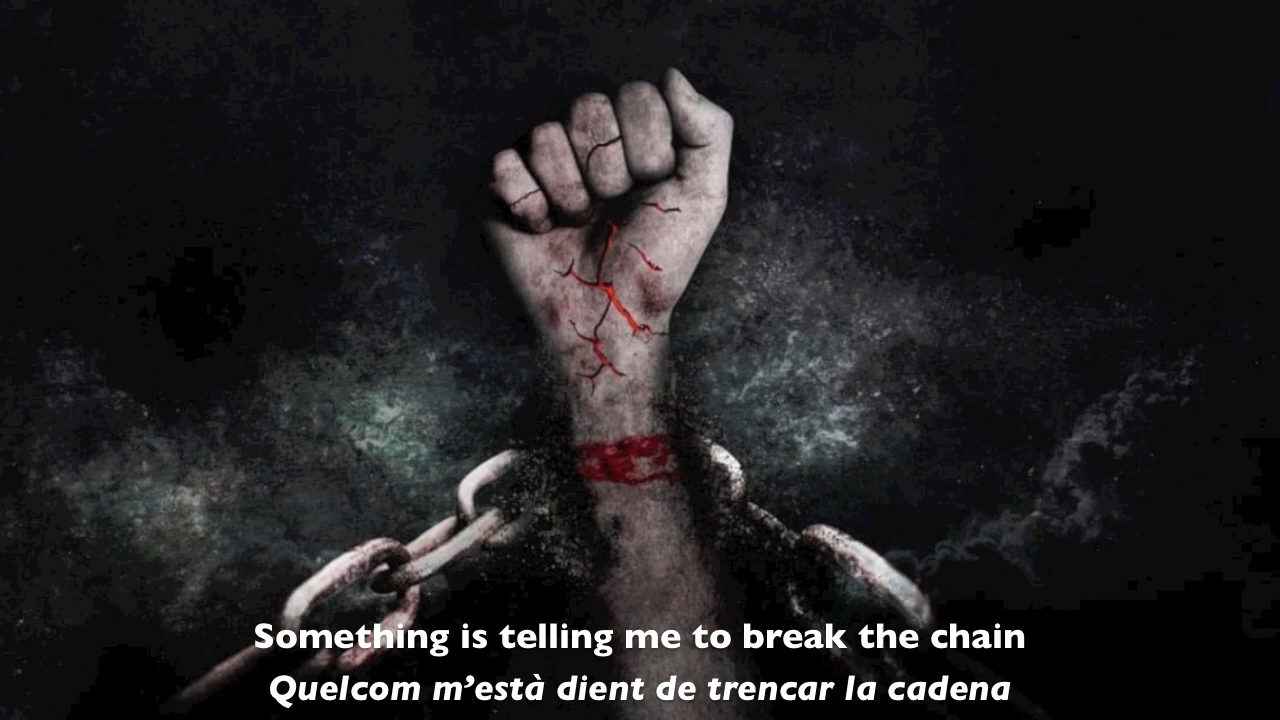 Something is telling me to break the chain
Quelcom m’està dient de trencar la cadena